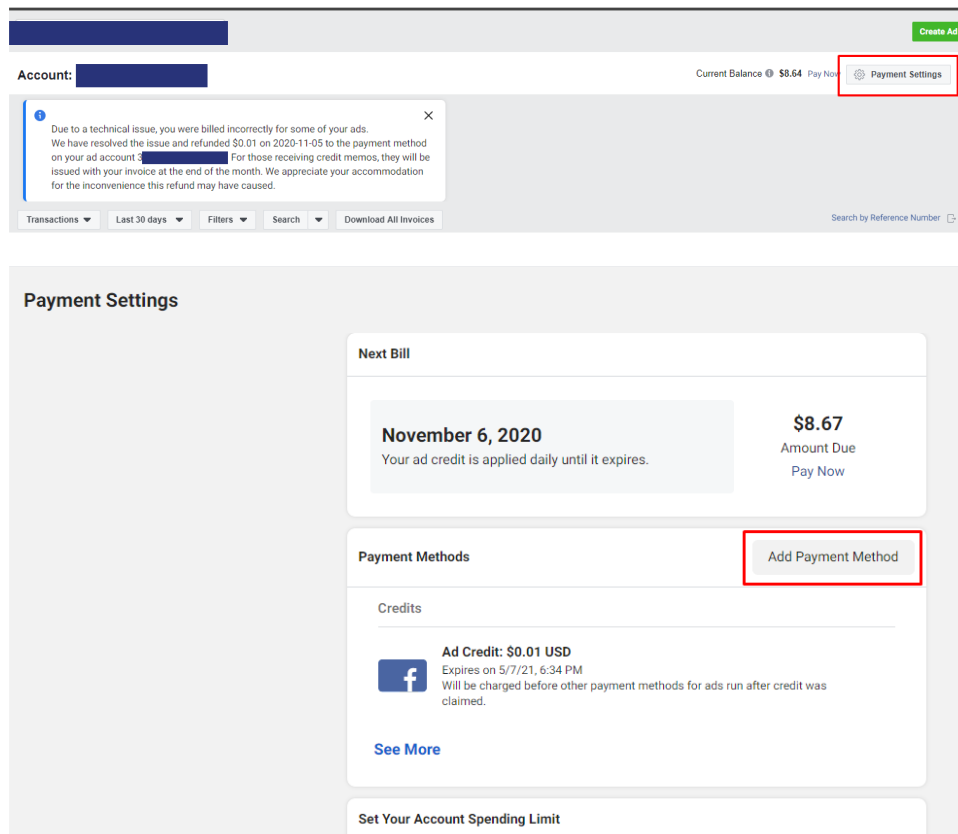 Create Ad
Account:
Current Balance $8.64 Pay Now
Payment Settings
Due to a technical issue, you were billed incorrectly for some of your ads.
We have resolved the issue and refunded $0.01 on 2020-11-05 to the payment method
on your ad account 3 For those receiving credit memos, they will be
issued with your invoice at the end of the month. We appreciate your accommodation
for the inconvenience this refund may have caused.
Transactions Last 30 days Filters Search Download All Invoices
Search by Reference Number
Payment Settings
Next Bill
November 6, 2020
Your ad credit is applied daily until it expires.
$8.67
Amount Due
Pay Now
Payment Methods
Add Payment Method
Credits
Ad Credit: $0.01 USD
Expires on 5/7/21, 6:34 PM
Will be charged before other payment methods for ads run after credit was
claimed.
See More
Set Your Account Spending Limit